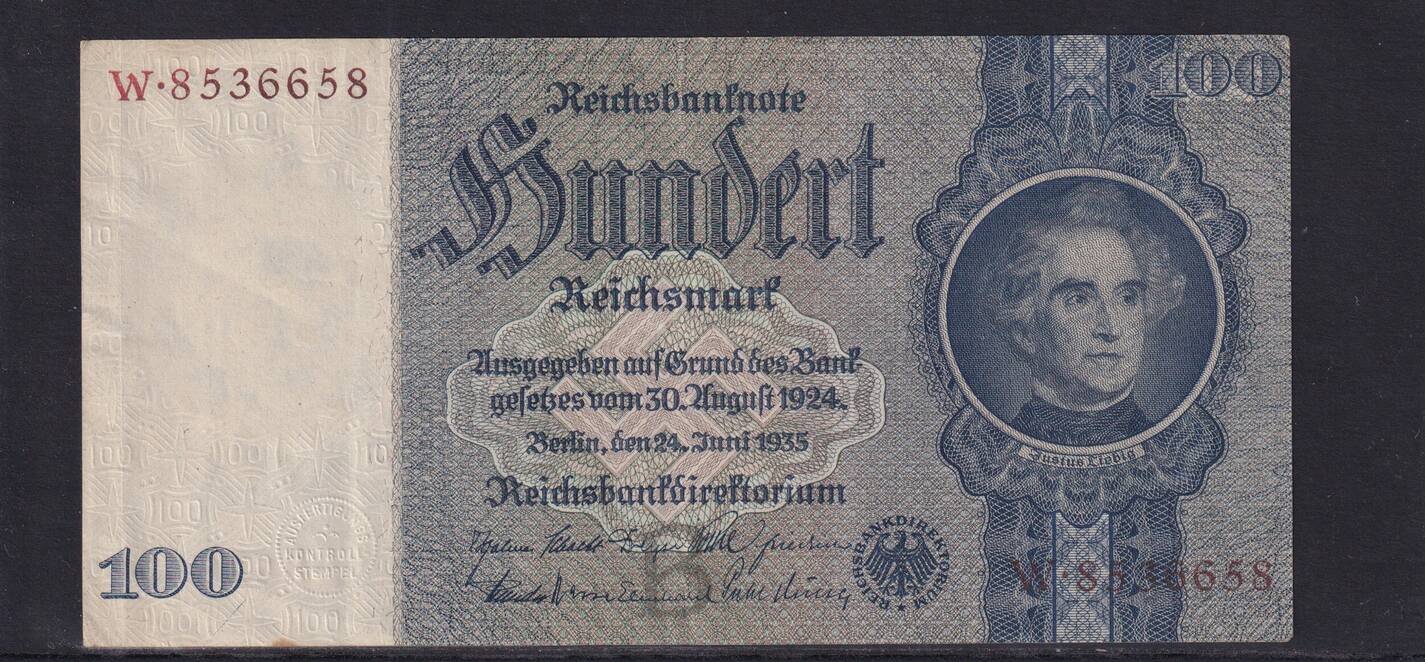 W·8536658
100
Reichsbanknote
Hundert
Reichsmark
Ausgegeben auf Grund des Bank-
gesetzes vom 30. August 1924.
Berlin, den 24. Juni 1935
Reichsbankdirektorium
Justus Liebig
REICHSBANKDIREKTORIUM
AUSFERTIGUNGS
KONTROLL
STEMPEL
100
W·8536658